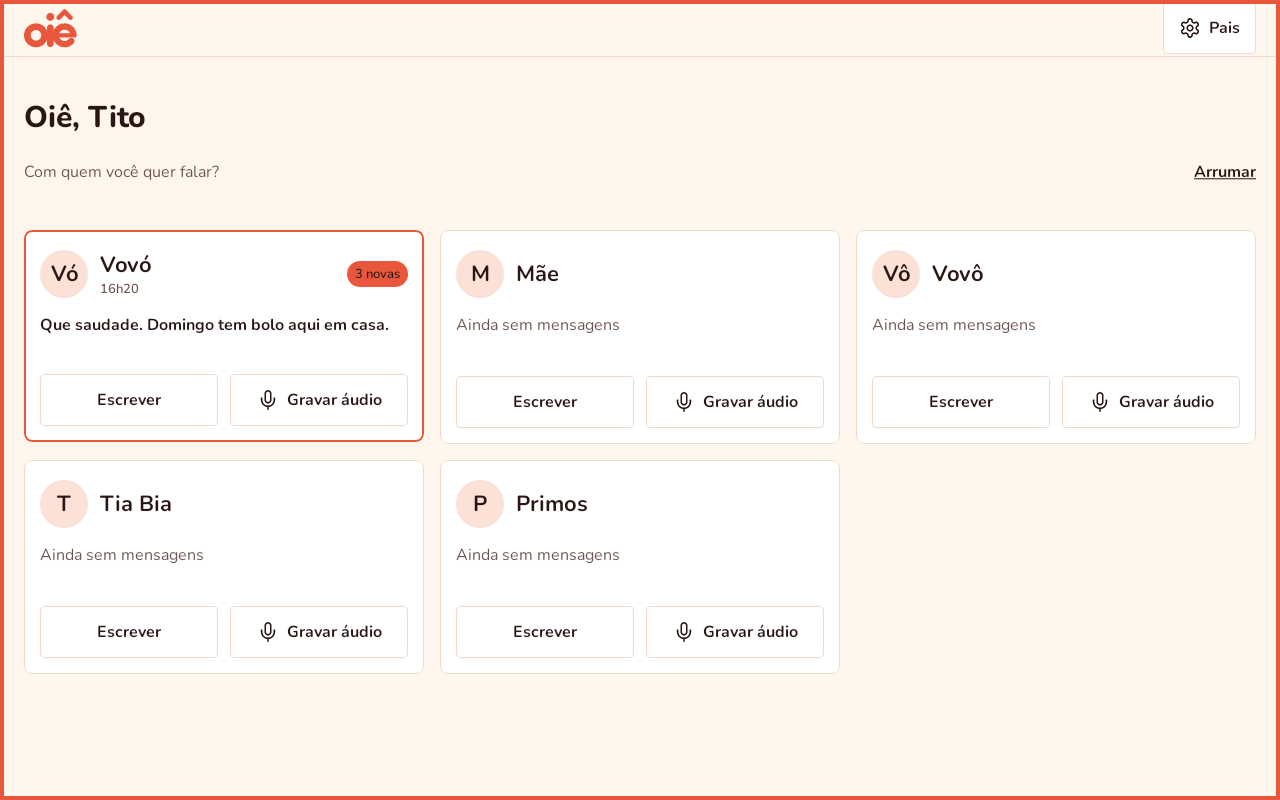 oiê
Pais
Oiê, Tito
Com quem você quer falar?
Arrumar
Vó
Vovó
16h20
3 novas
Que saudade. Domingo tem bolo aqui em casa.
Escrever
Gravar áudio
M
Mãe
Ainda sem mensagens
Escrever
Gravar áudio
Vô
Vovô
Ainda sem mensagens
Escrever
Gravar áudio
T
Tia Bia
Ainda sem mensagens
Escrever
Gravar áudio
P
Primos
Ainda sem mensagens
Escrever
Gravar áudio